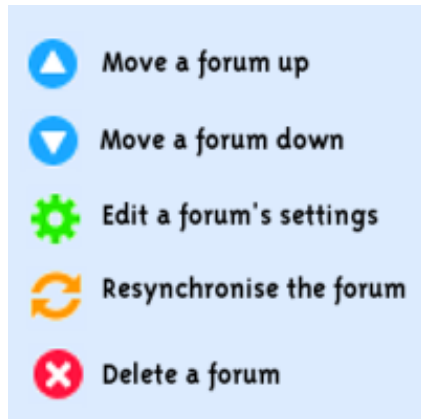 Move a forum up
Move a forum down
Edit a forum's settings
Resynchronise the forum
Delete a forum